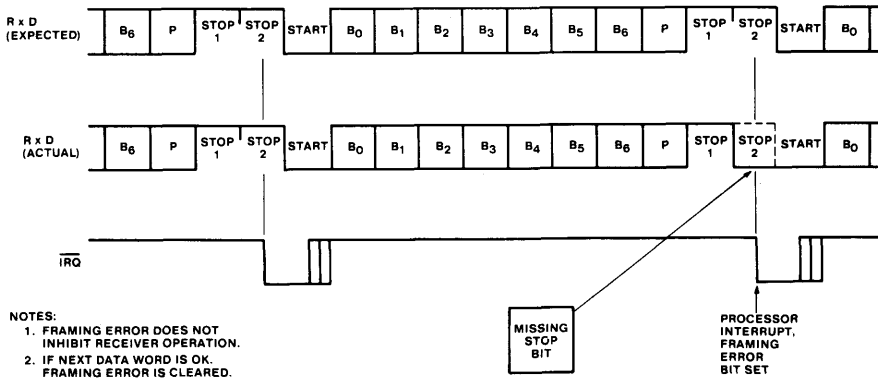 R x D
(EXPECTED)
B6 P STOP 1 STOP 2 START B0 B1 B2 B3 B4 B5 B6 P STOP 1 STOP 2 START B0
R x D
(ACTUAL)
B6 P STOP 1 STOP 2 START B0 B1 B2 B3 B4 B5 B6 P STOP 1 STOP 2 START B0
IRQ
NOTES:
1. FRAMING ERROR DOES NOT
INHIBIT RECEIVER OPERATION.
2. IF NEXT DATA WORD IS OK.
FRAMING ERROR IS CLEARED.
MISSING
STOP
BIT
PROCESSOR
INTERRUPT,
FRAMING
ERROR
BIT SET